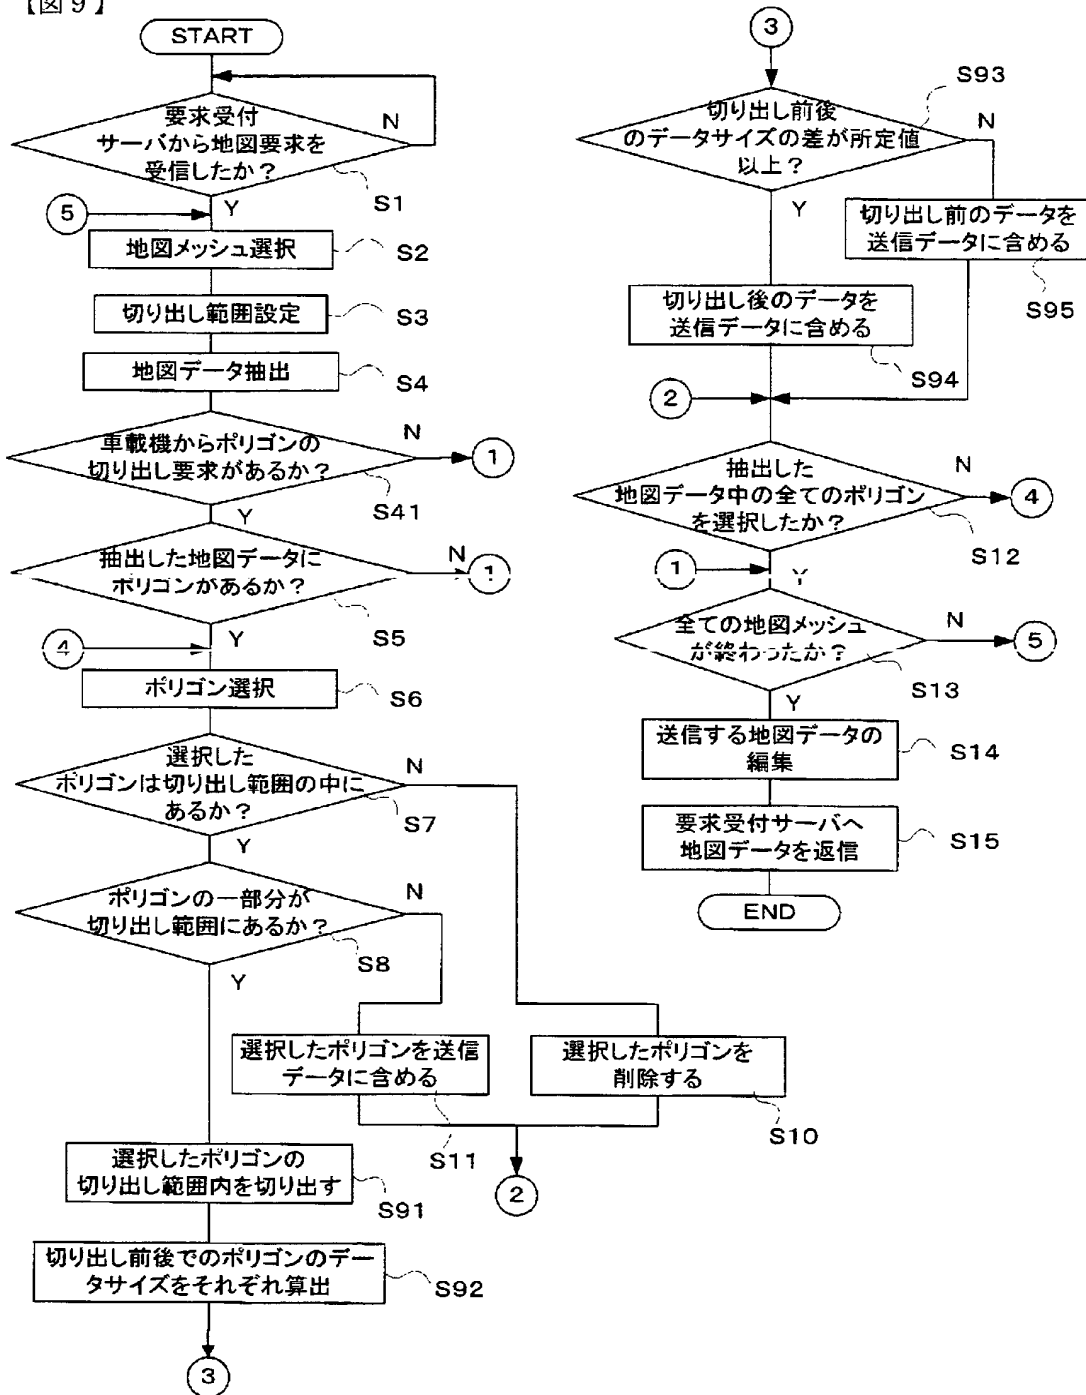 【図9】
START
要求受付
サーバから地図要求を
受信したか？
N
S1
Y
5
地図メッシュ選択
S2
切り出し範囲設定
S3
地図データ抽出
S4
車載機からポリゴンの
切り出し要求があるか？
N
1
S41
Y
抽出した地図データに
ポリゴンがあるか？
N
1
S5
Y
4
ポリゴン選択
S6
選択した
ポリゴンは切り出し範囲の中に
あるか？
N
S7
Y
ポリゴンの一部分が
切り出し範囲にあるか？
N
S8
Y
選択したポリゴンを送信
データに含める
S11
選択したポリゴンを
削除する
S10
2
選択したポリゴンの
切り出し範囲内を切り出す
S91
切り出し前後でのポリゴンのデー
タサイズをそれぞれ算出
S92
3
3
切り出し前後
のデータサイズの差が所定値
以上？
S93
N
Y
切り出し前のデータを
送信データに含める
S95
切り出し後のデータを
送信データに含める
S94
2
抽出した
地図データ中の全てのポリゴン
を選択したか？
N
4
S12
1
Y
全ての地図メッシュ
が終わったか？
N
5
S13
Y
送信する地図データの
編集
S14
要求受付サーバへ
地図データを返信
S15
END